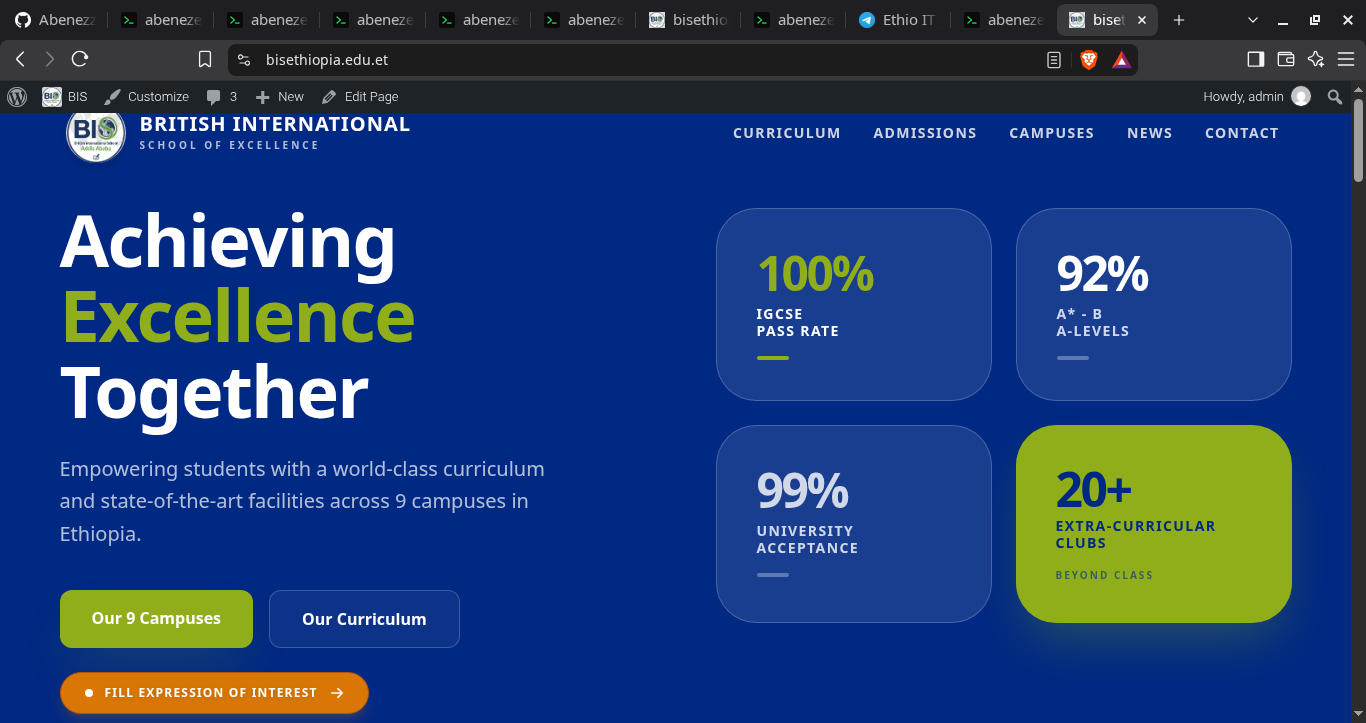 Abenezz
abeneze
abeneze
abeneze
abeneze
abeneze
bisethio
abeneze
Ethio IT
abeneze
biset
bisethiopia.edu.et
BIS
Customize
3
New
Edit Page
Howdy, admin
BIS
BRITISH INTERNATIONAL
SCHOOL OF EXCELLENCE
CURRICULUM
ADMISSIONS
CAMPUSES
NEWS
CONTACT
Achieving
Excellence
Together
Empowering students with a world-class curriculum
and state-of-the-art facilities across 9 campuses in
Ethiopia.
Our 9 Campuses
Our Curriculum
FILL EXPRESSION OF INTEREST
100%
IGCSE
PASS RATE
92%
A* - B
A-LEVELS
99%
UNIVERSITY
ACCEPTANCE
20+
EXTRA-CURRICULAR
CLUBS
BEYOND CLASS